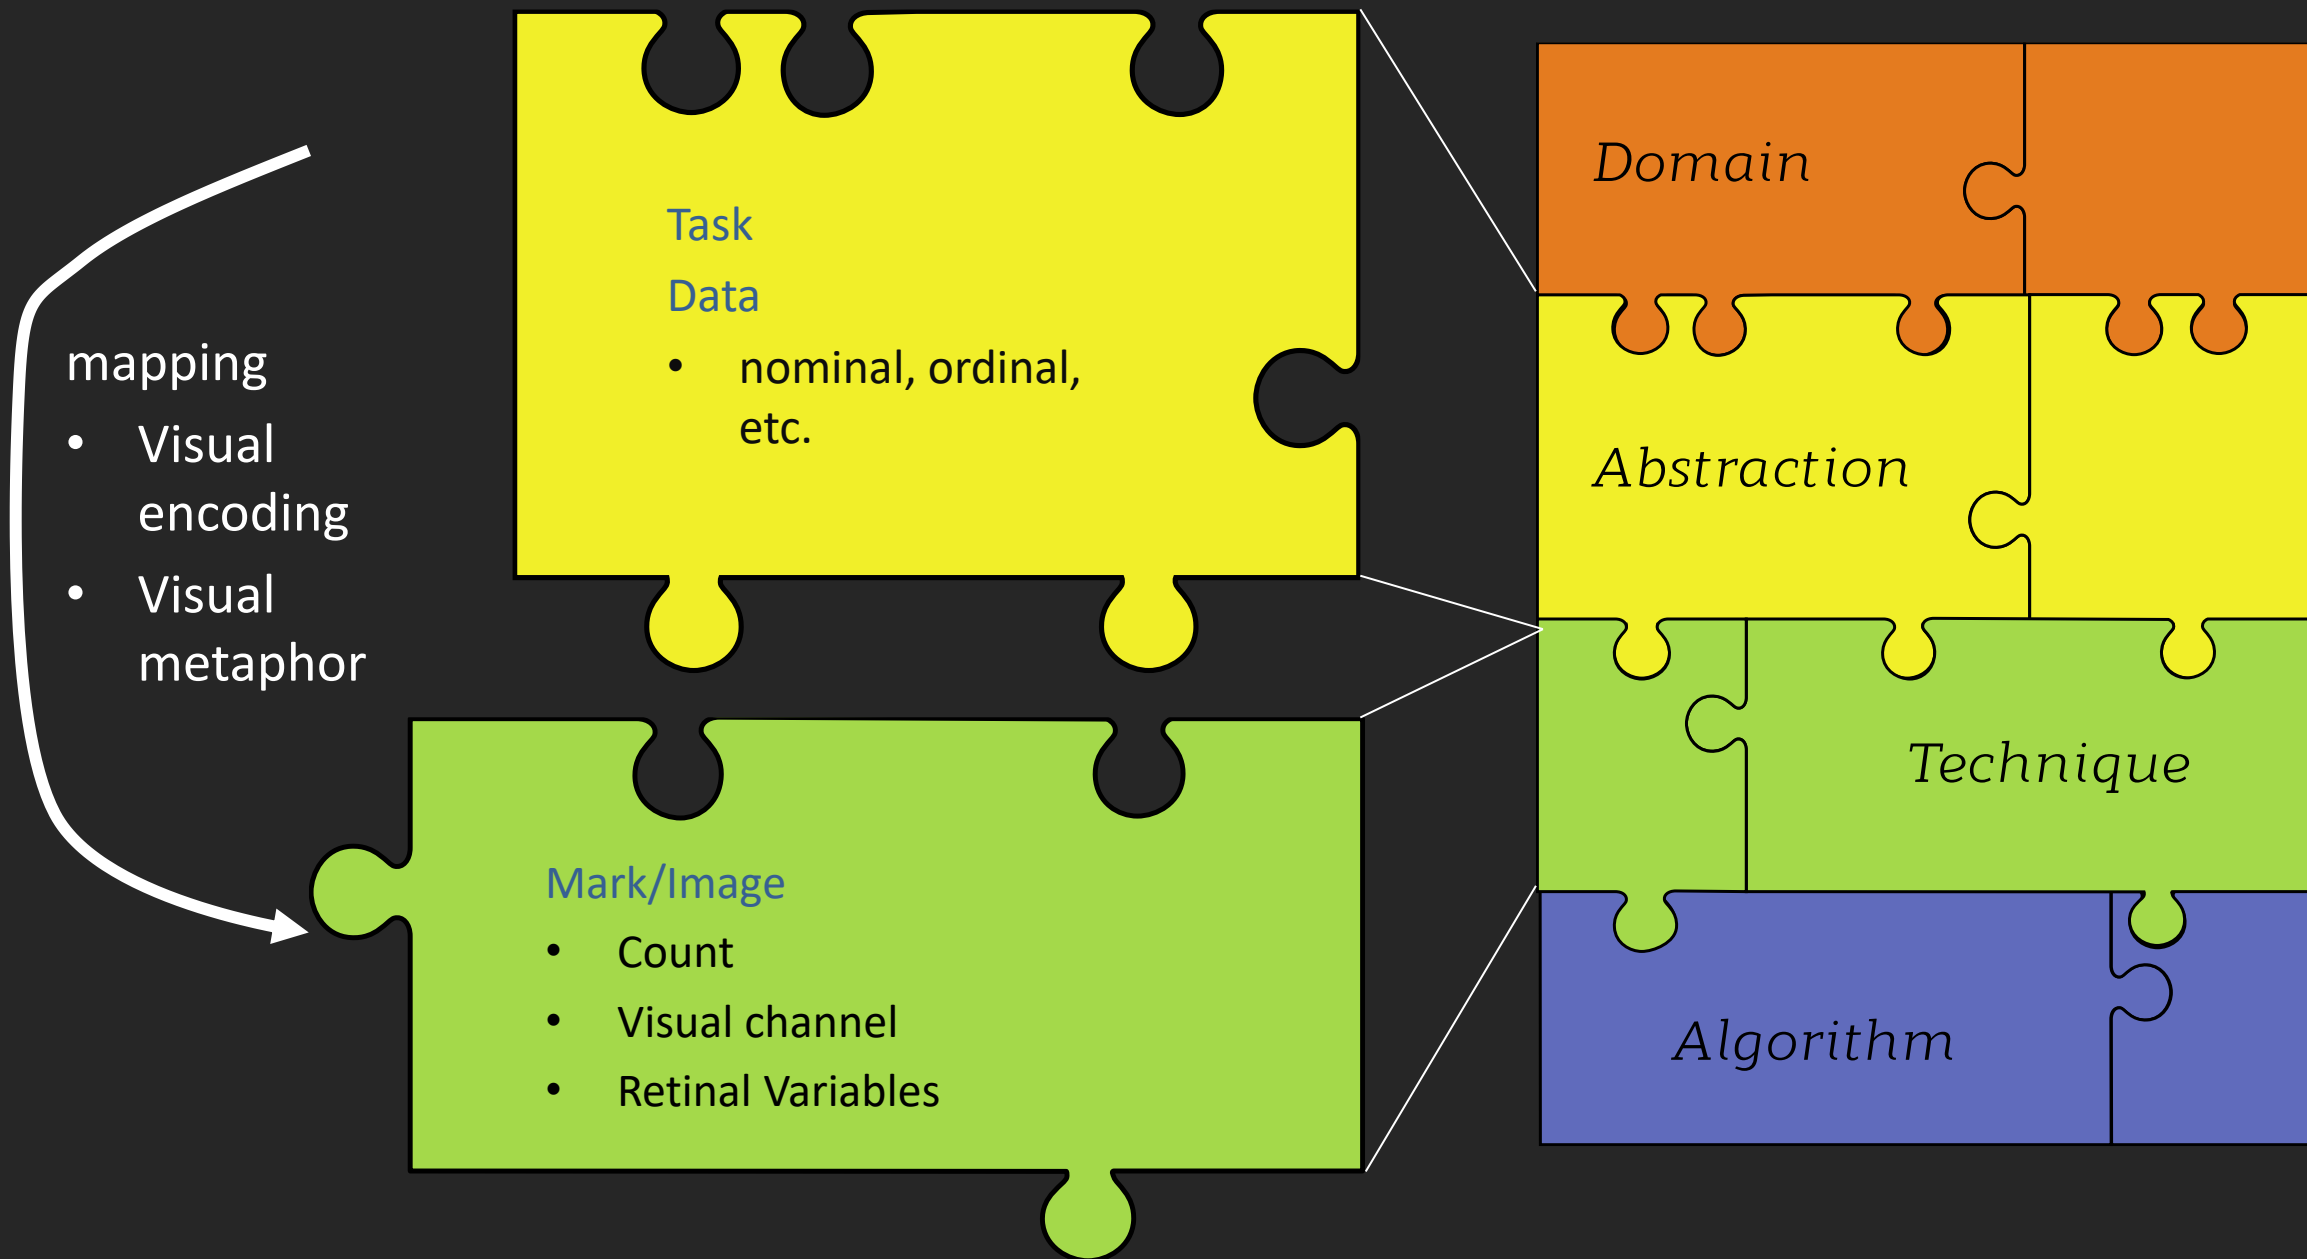 mapping
• Visual
encoding
• Visual
metaphor
Task
Data
• nominal, ordinal,
etc.
Mark/Image
• Count
• Visual channel
• Retinal Variables
Domain
Abstraction
Technique
Algorithm